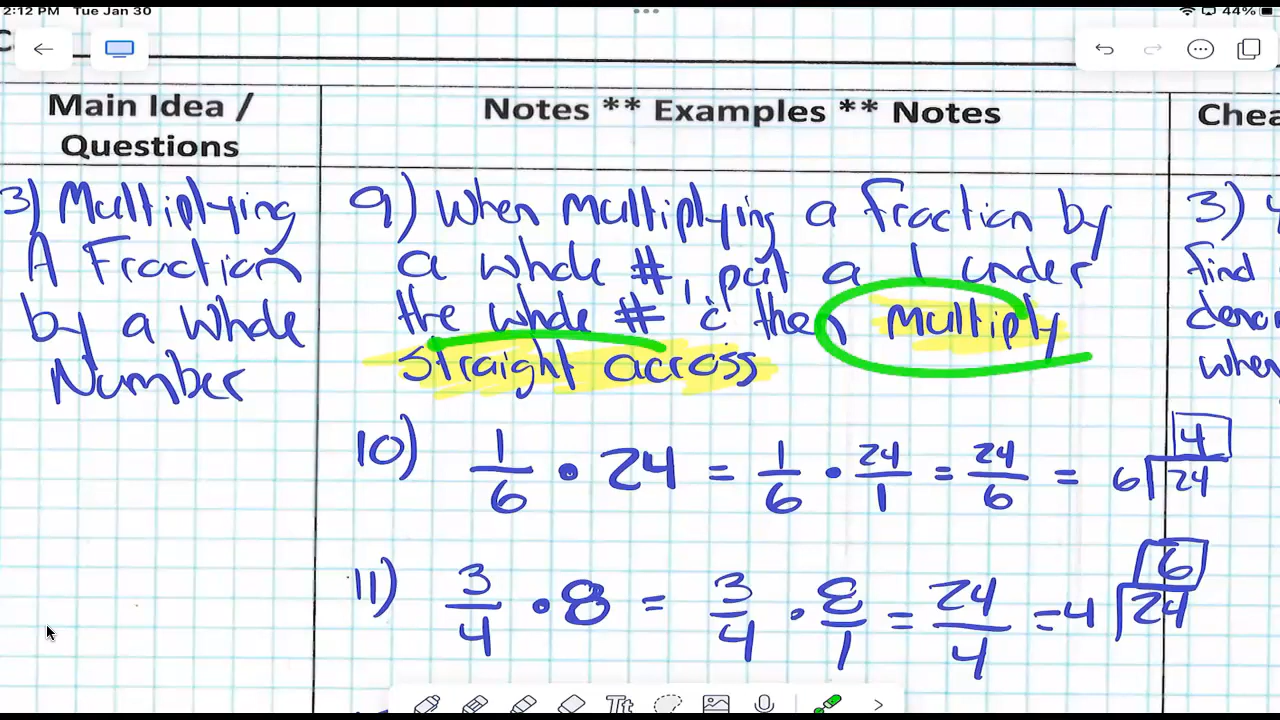 2:12 PM Tue Jan 30
44%
Main Idea /
Questions
Notes ** Examples ** Notes
3) Multiplying
A Fraction
by a Whole
Number
9) When multiplying a fraction by
a whole #, put a 1 under
the whole # & then multiply
straight across
10) 1/6 • 24 = 1/6 • 24/1 = 24/6 = 6⟌24 4
11) 3/4 • 8 = 3/4 • 8/1 = 24/4 = 4⟌24 6
3)
find
when
Tt